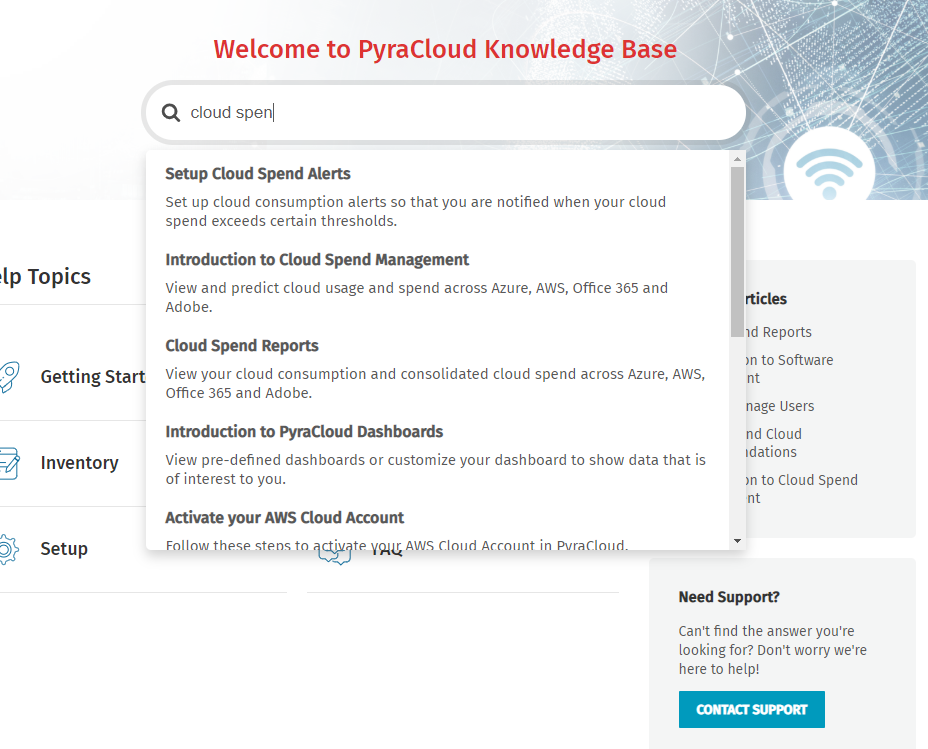 Welcome to PyraCloud Knowledge Base
cloud spen
Setup Cloud Spend Alerts
Set up cloud consumption alerts so that you are notified when your cloud
spend exceeds certain thresholds.
Introduction to Cloud Spend Management
View and predict cloud usage and spend across Azure, AWS, Office 365 and
Adobe.
Cloud Spend Reports
View your cloud consumption and consolidated cloud spend across Azure, AWS,
Office 365 and Adobe.
Introduction to PyraCloud Dashboards
View pre-defined dashboards or customize your dashboard to show data that is
of interest to you.
Activate your AWS Cloud Account
Follow these steps to activate your AWS Cloud Account in PyraCloud.
elp Topics
Getting Start
Inventory
Setup
FAQ
rticles
nd Reports
on to Software
nt
nage Users
nd Cloud
ndations
on to Cloud Spend
nt
Need Support?
Can't find the answer you're
looking for? Don't worry we're
here to help!
CONTACT SUPPORT